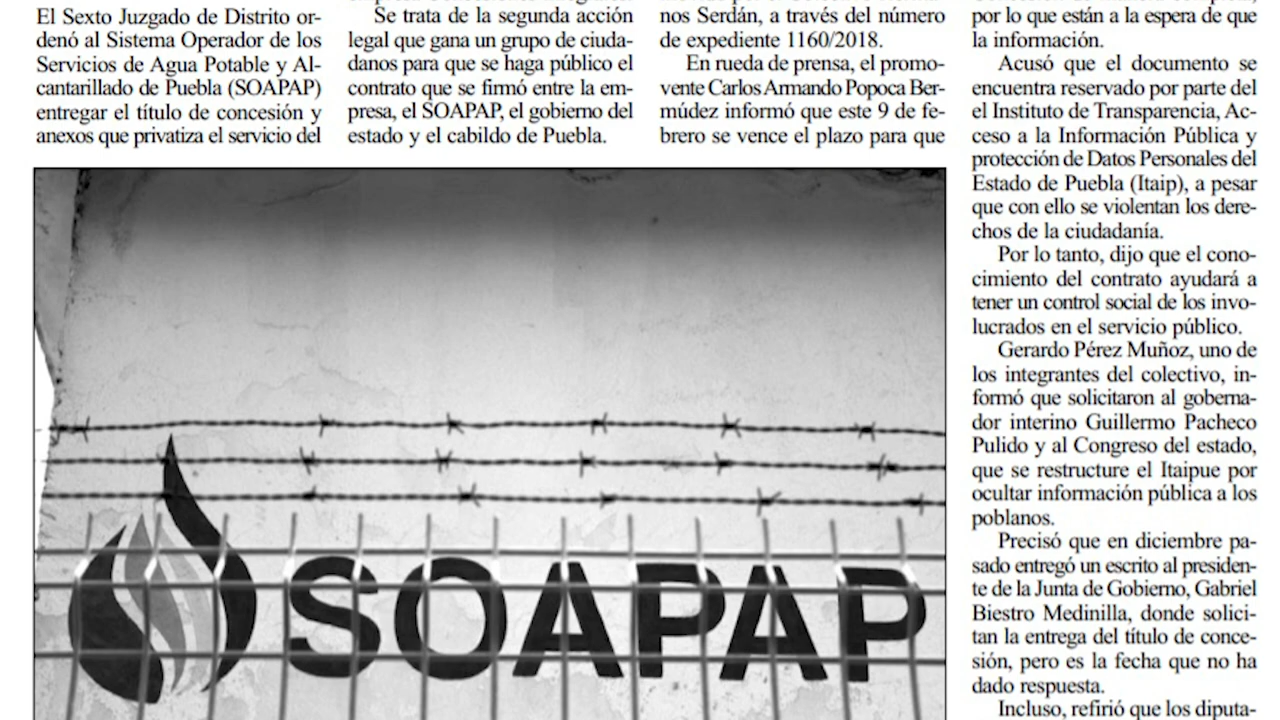 El Sexto Juzgado de Distrito or-
denó al Sistema Operador de los
Servicios de Agua Potable y Al-
cantarillado de Puebla (SOAPAP)
entregar el título de concesión y
anexos que privatiza el servicio del
Se trata de la segunda acción
legal que gana un grupo de ciuda-
danos para que se haga público el
contrato que se firmó entre la em-
presa, el SOAPAP, el gobierno del
estado y el cabildo de Puebla.
nos Serdán, a través del número
de expediente 1160/2018.
En rueda de prensa, el promo-
vente Carlos Armando Popoca Ber-
múdez informó que este 9 de fe-
brero se vence el plazo para que
por lo que están a la espera de que
la información.
Acusó que el documento se
encuentra reservado por parte del
el Instituto de Transparencia, Ac-
ceso a la Información Pública y
protección de Datos Personales del
Estado de Puebla (Itaip), a pesar
que con ello se violentan los dere-
chos de la ciudadanía.
Por lo tanto, dijo que el cono-
cimiento del contrato ayudará a
tener un control social de los invo-
lucrados en el servicio público.
Gerardo Pérez Muñoz, uno de
los integrantes del colectivo, in-
formó que solicitaron al goberna-
dor interino Guillermo Pacheco
Pulido y al Congreso del estado,
que se restructure el Itaipue por
ocultar información pública a los
poblanos.
Precisó que en diciembre pa-
sado entregó un escrito al presiden-
te de la Junta de Gobierno, Gabriel
Biestro Medinilla, donde solici-
tan la entrega del título de conce-
sión, pero es la fecha que no ha
dado respuesta.
Incluso, refirió que los diputa-
SOAPAP